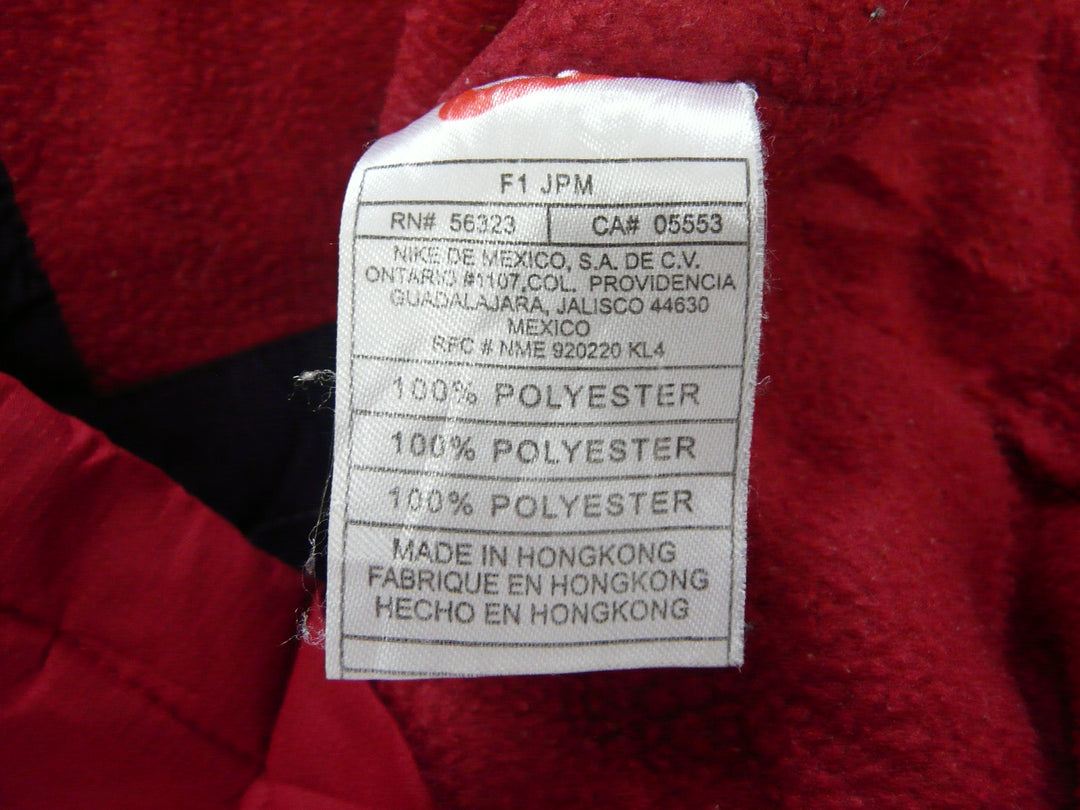 F1 JPM
RN# 56323 CA# 05553
NIKE DE MEXICO, S.A. DE C.V.
ONTARIO #1107,COL. PROVIDENCIA
GUADALAJARA, JALISCO 44630
MEXICO
RFC # NME 920220 KL4
100% POLYESTER
100% POLYESTER
100% POLYESTER
MADE IN HONGKONG
FABRIQUE EN HONGKONG
HECHO EN HONGKONG